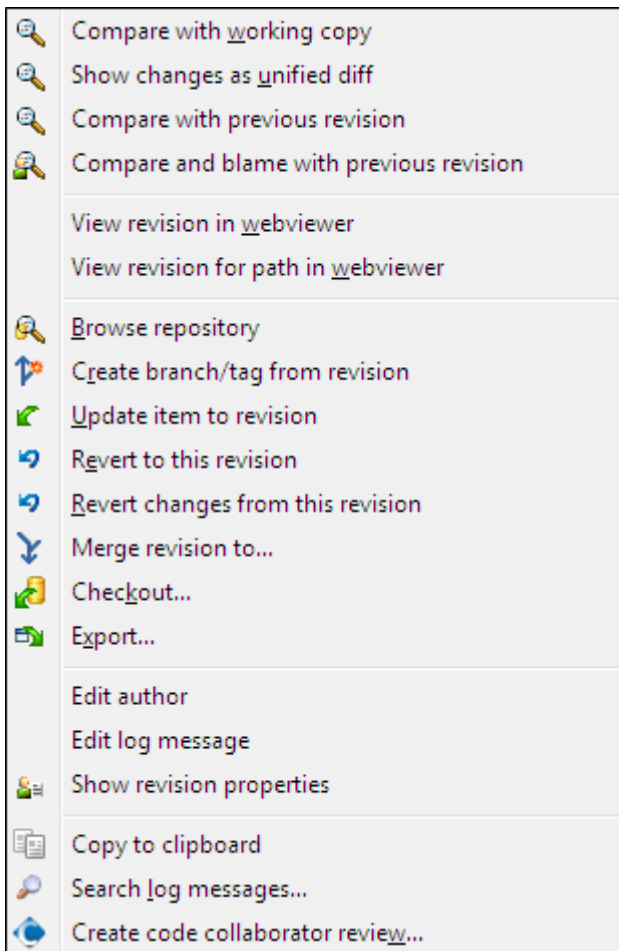 Compare with working copy
Show changes as unified diff
Compare with previous revision
Compare and blame with previous revision
View revision in webviewer
View revision for path in webviewer
Browse repository
Create branch/tag from revision
Update item to revision
Revert to this revision
Revert changes from this revision
Merge revision to...
Checkout...
Export...
Edit author
Edit log message
Show revision properties
Copy to clipboard
Search log messages...
Create code collaborator review...